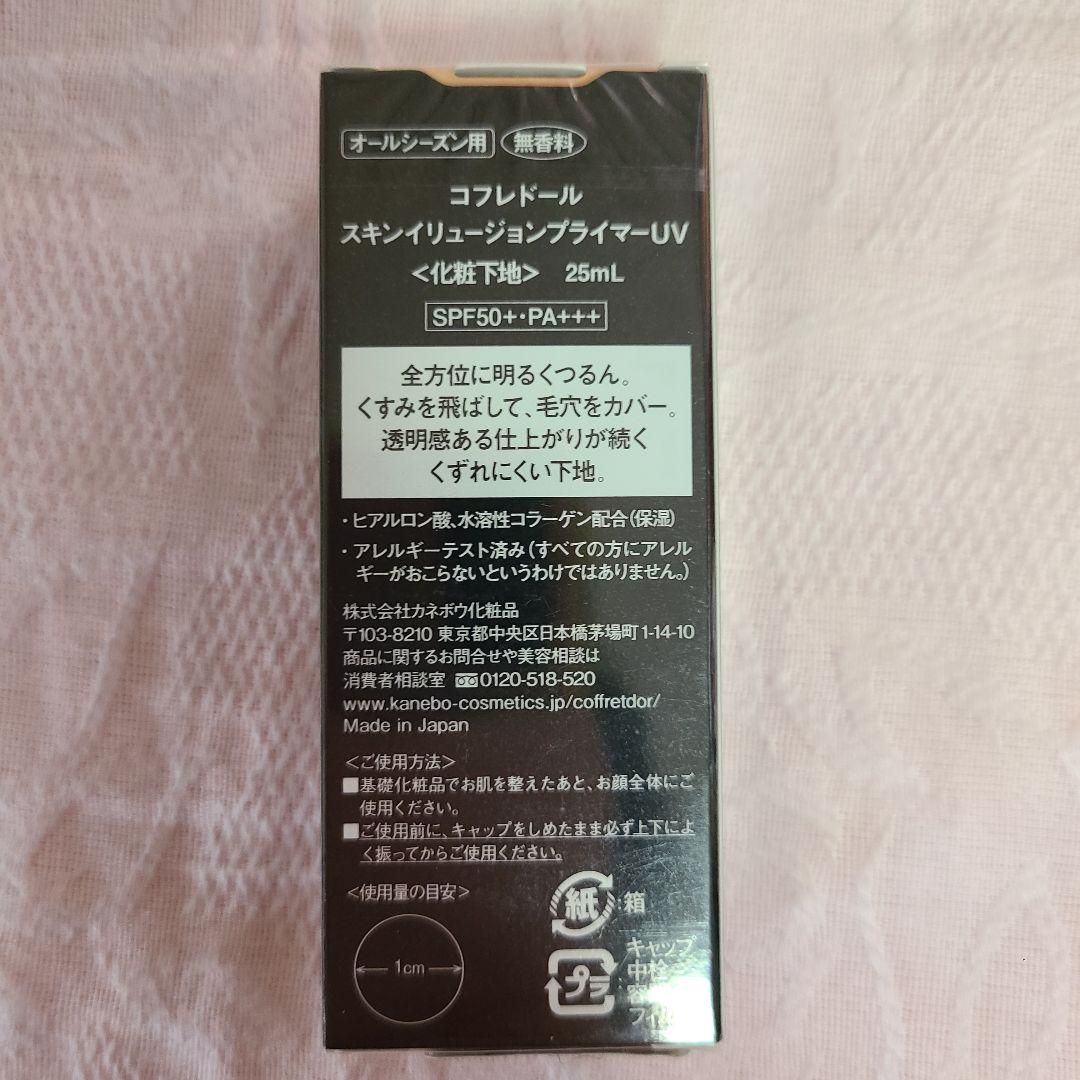 オールシーズン用 無香料
コフレドール
スキンイリュージョンプライマーUV
<化粧下地> 25mL
SPF50+・PA+++
全方位に明るくつるん。
くすみを飛ばして、毛穴をカバー。
透明感ある仕上がりが続く
くずれにくい下地。
・ヒアルロン酸、水溶性コラーゲン配合(保湿)
・アレルギーテスト済み(すべての方にアレル
ギーがおこらないというわけではありません。)
株式会社カネボウ化粧品
〒103-8210 東京都中央区日本橋茅場町1-14-10
商品に関するお問合せや美容相談は
消費者相談室 0120-518-520
www.kanebo-cosmetics.jp/coffretdor/
Made in Japan
<ご使用方法>
■基礎化粧品でお肌を整えたあと、お顔全体にご
使用ください。
■ご使用前に、キャップをしめたまま必ず上下によ
く振ってからご使用ください。
<使用量の目安>
1cm
紙 :箱
プラ
キャップ
中栓